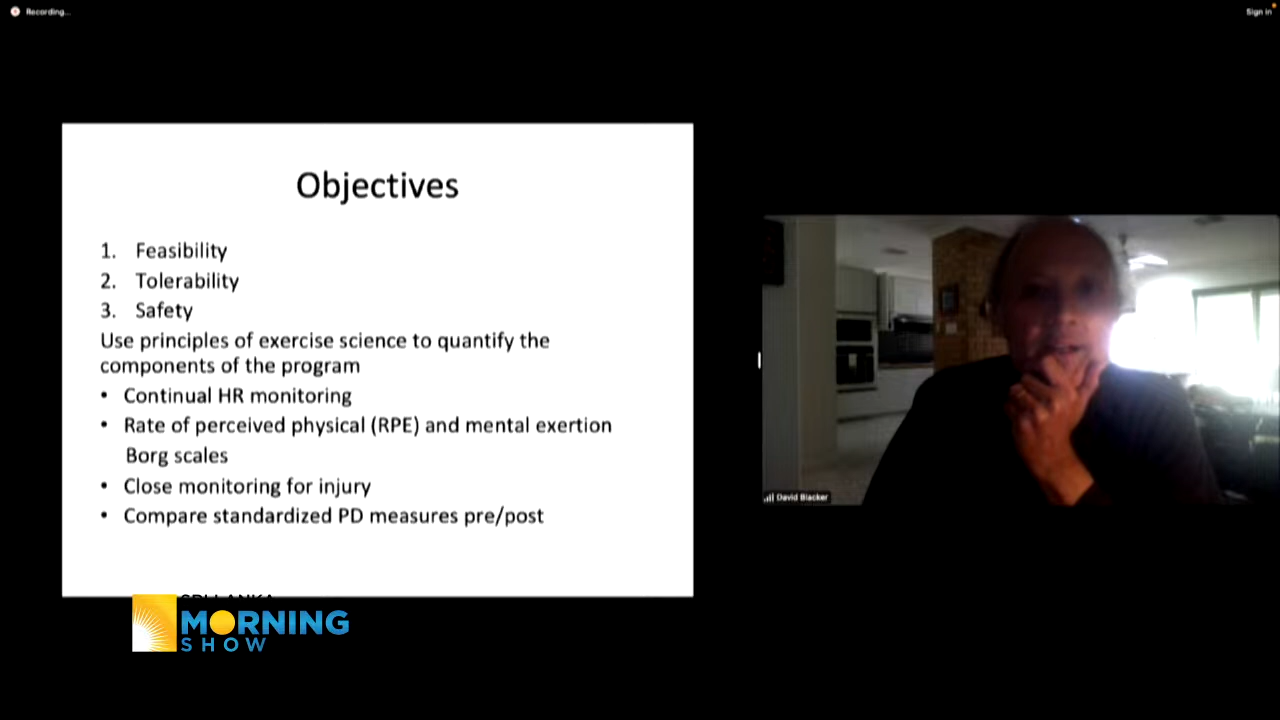 Recording...
Sign in
Objectives
1. Feasibility
2. Tolerability
3. Safety
Use principles of exercise science to quantify the
components of the program
• Continual HR monitoring
• Rate of perceived physical (RPE) and mental exertion
Borg scales
• Close monitoring for injury
• Compare standardized PD measures pre/post
David Blacker
SRI LANKA
MORNING
SHOW